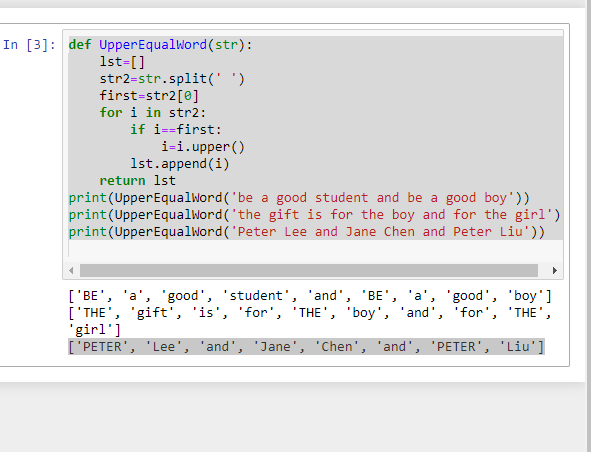 In [3]: def UpperEqualWord(str):
    lst=[]
    str2=str.split(' ')
    first=str2[0]
    for i in str2:
        if i==first:
            i=i.upper()
        lst.append(i)
    return lst
print(UpperEqualWord('be a good student and be a good boy'))
print(UpperEqualWord('the gift is for the boy and for the girl')
print(UpperEqualWord('Peter Lee and Jane Chen and Peter Liu'))
['BE', 'a', 'good', 'student', 'and', 'BE', 'a', 'good', 'boy']
['THE', 'gift', 'is', 'for', 'THE', 'boy', 'and', 'for', 'THE',
'girl']
['PETER', 'Lee', 'and', 'Jane', 'Chen', 'and', 'PETER', 'Liu']